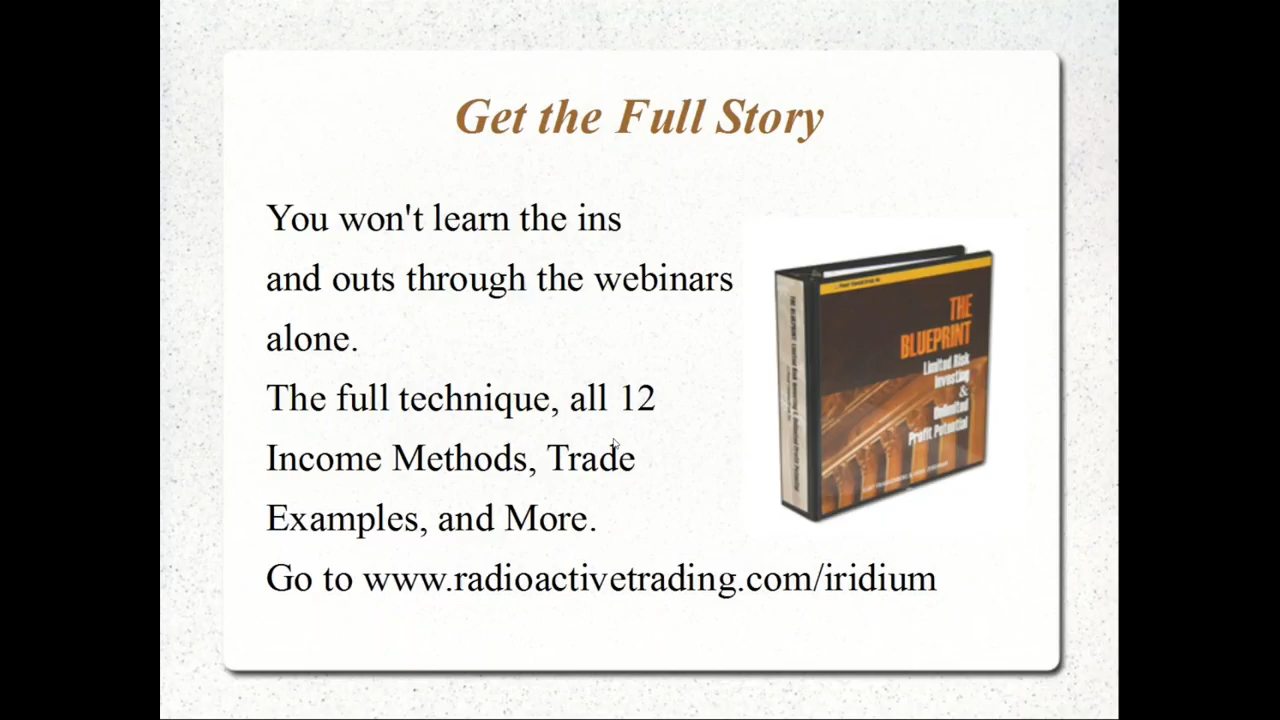 Get the Full Story
You won't learn the ins
and outs through the webinars
alone.
The full technique, all 12
Income Methods, Trade
Examples, and More.
Go to www.radioactivetrading.com/iridium
THE
BLUEPRINT
Limited Risk
Investing
&
Unlimited
Profit Potential